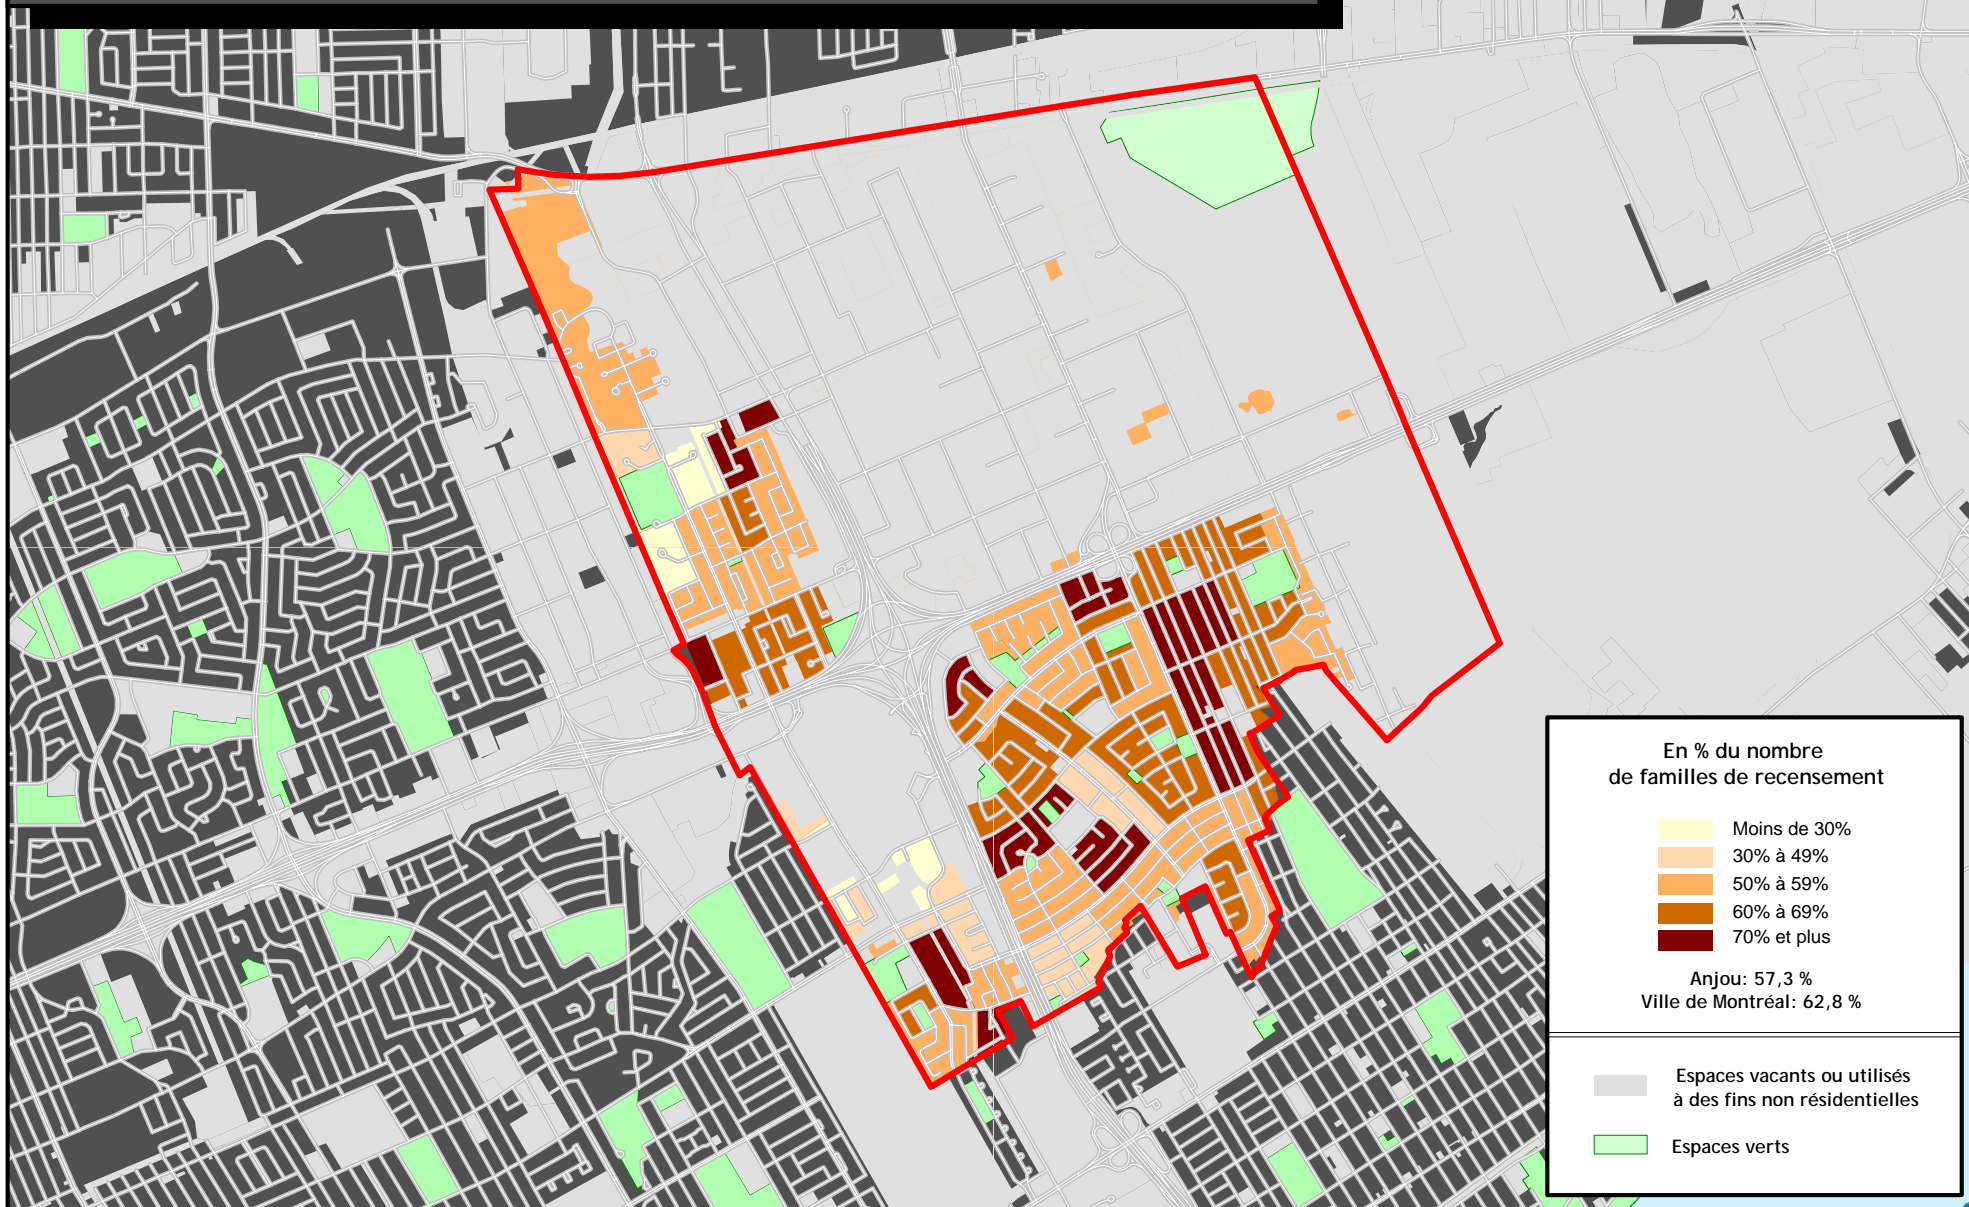 En % du nombre
de familles de recensement
Moins de 30%
30% à 49%
50% à 59%
60% à 69%
70% et plus
Anjou: 57,3 %
Ville de Montréal: 62,8 %
Espaces vacants ou utilisés
à des fins non résidentielles
Espaces verts